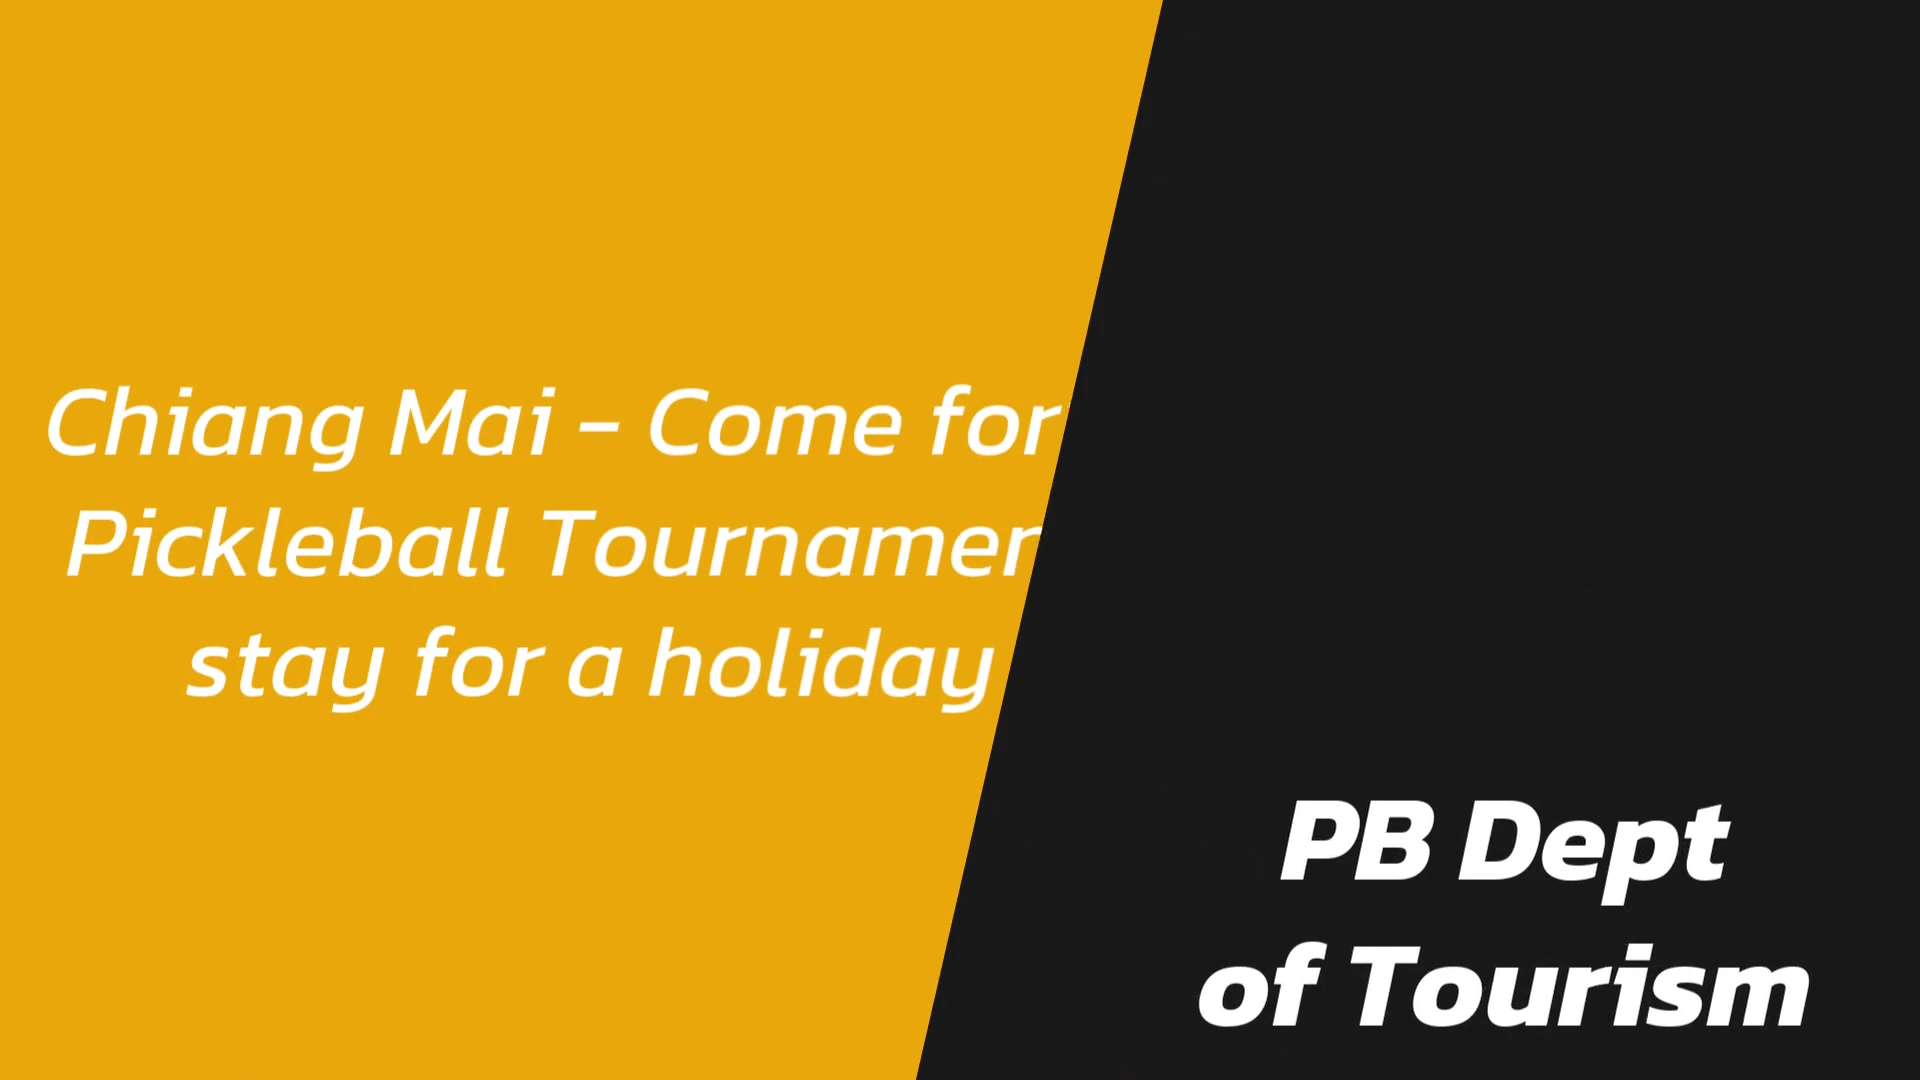 Chiang Mai - Come for
Pickleball Tournamen
stay for a holiday
PB Dept
of Tourism